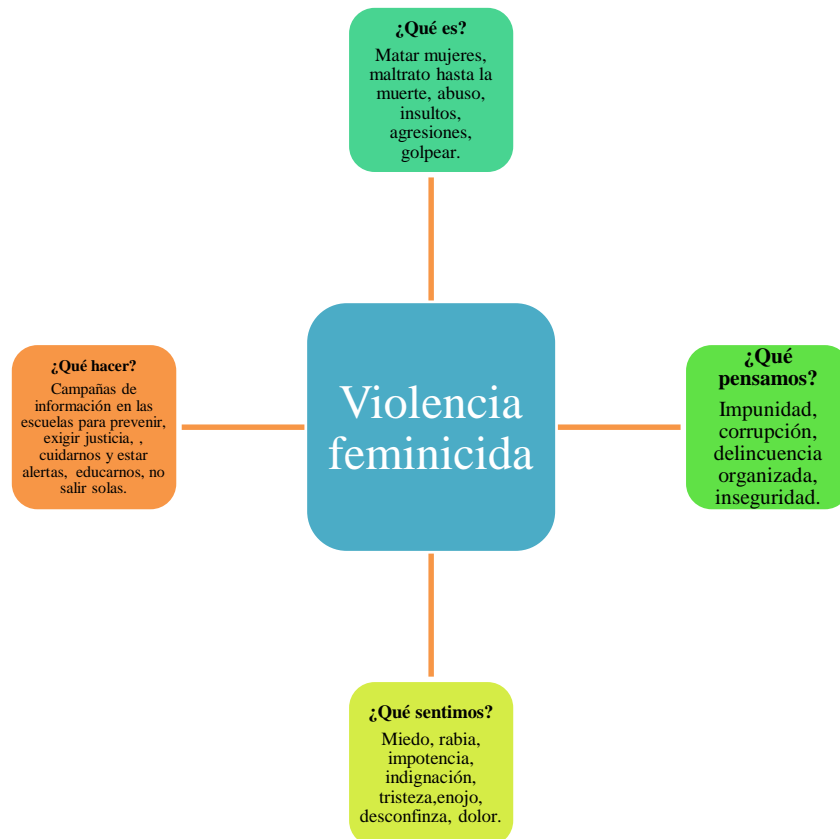 ¿Qué es?
Matar mujeres,
maltrato hasta la
muerte, abuso,
insultos,
agresiones,
golpear.
¿Qué hacer?
Campañas de
información en las
escuelas para prevenir,
exigir justicia, ,
cuidarnos y estar
alertas, educarnos, no
salir solas.
Violencia
feminicida
¿Qué
pensamos?
Impunidad,
corrupción,
delincuencia
organizada,
inseguridad.
¿Qué sentimos?
Miedo, rabia,
impotencia,
indignación,
tristeza,enojo,
desconfinza, dolor.